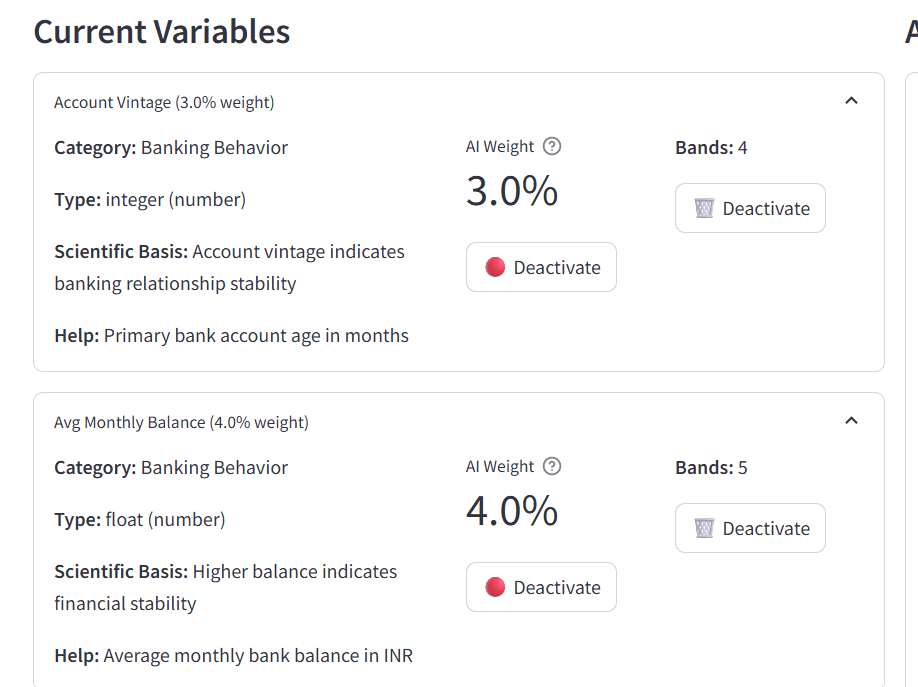 Current Variables
A
Account Vintage (3.0% weight)
Category: Banking Behavior
AI Weight ?
Bands: 4
3.0%
Type: integer (number)
Deactivate
Scientific Basis: Account vintage indicates
banking relationship stability
Deactivate
Help: Primary bank account age in months
Avg Monthly Balance (4.0% weight)
Category: Banking Behavior
AI Weight ?
Bands: 5
4.0%
Type: float (number)
Deactivate
Scientific Basis: Higher balance indicates
financial stability
Deactivate
Help: Average monthly bank balance in INR